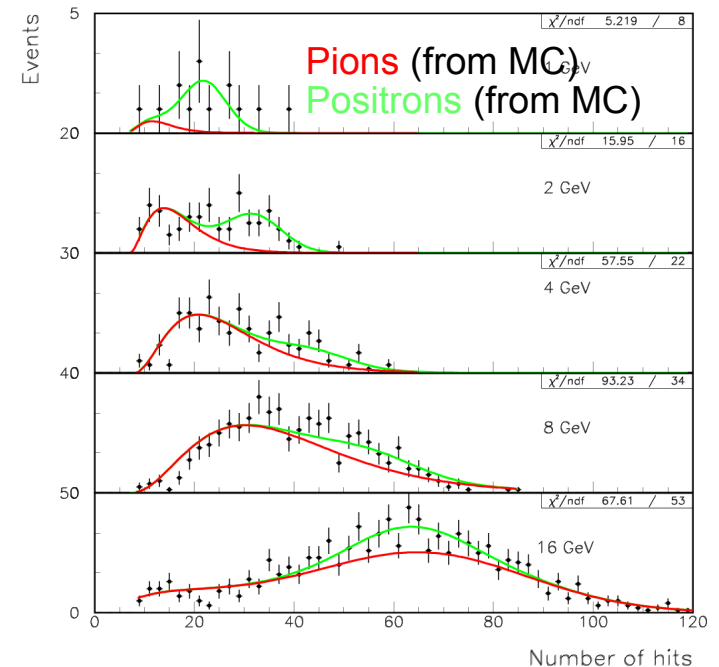 Events
5
χ²/ndf 5.219 / 8
Pions (from MC)
1 GeV
Positrons (from MC)
20
χ²/ndf 15.95 / 16
2 GeV
30
χ²/ndf 57.55 / 22
4 GeV
40
χ²/ndf 93.23 / 34
8 GeV
50
χ²/ndf 67.61 / 53
16 GeV
0
0 20 40 60 80 100 120
Number of hits